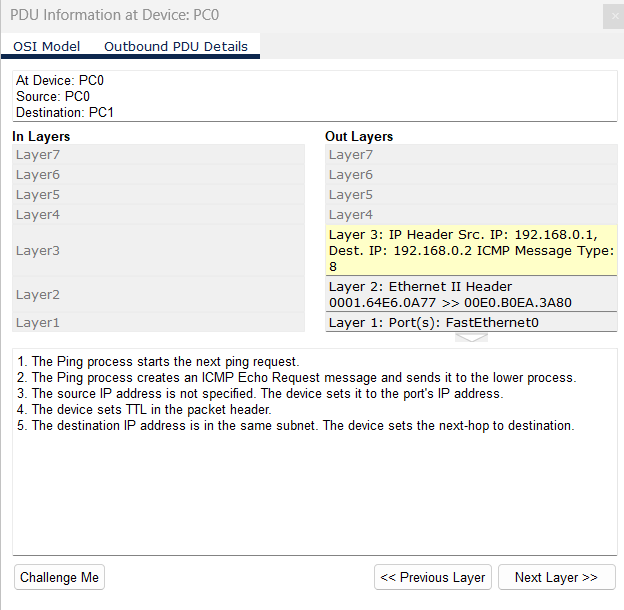 PDU Information at Device: PC0
OSI Model Outbound PDU Details
At Device: PC0
Source: PC0
Destination: PC1
In Layers
Layer7
Layer6
Layer5
Layer4
Layer3
Layer2
Layer1
Out Layers
Layer7
Layer6
Layer5
Layer4
Layer 3: IP Header Src. IP: 192.168.0.1,
Dest. IP: 192.168.0.2 ICMP Message Type:
8
Layer 2: Ethernet II Header
0001.64E6.0A77 >> 00E0.B0EA.3A80
Layer 1: Port(s): FastEthernet0
1. The Ping process starts the next ping request.
2. The Ping process creates an ICMP Echo Request message and sends it to the lower process.
3. The source IP address is not specified. The device sets it to the port's IP address.
4. The device sets TTL in the packet header.
5. The destination IP address is in the same subnet. The device sets the next-hop to destination.
Challenge Me << Previous Layer Next Layer >>